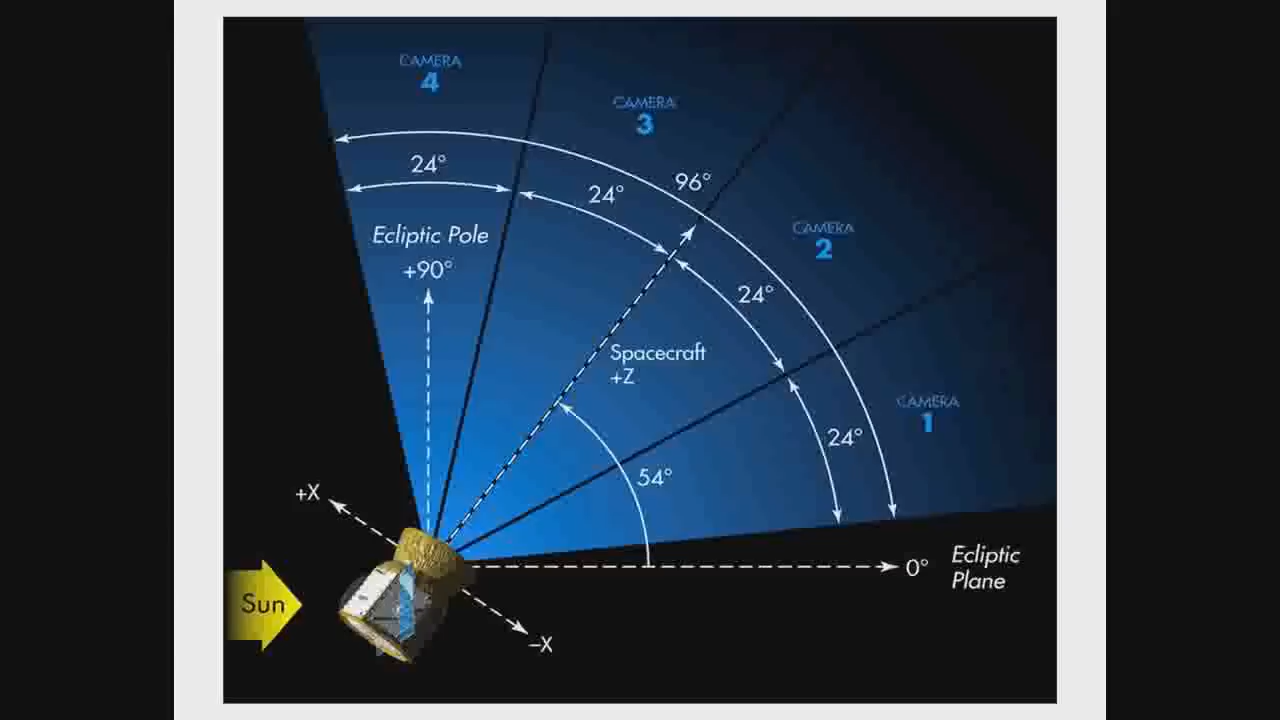 CAMERA
4
CAMERA
3
24°
24°
96°
Ecliptic Pole
+90°
CAMERA
2
24°
Spacecraft
+Z
CAMERA
1
24°
54°
+X
Sun
0°
Ecliptic
Plane
–X